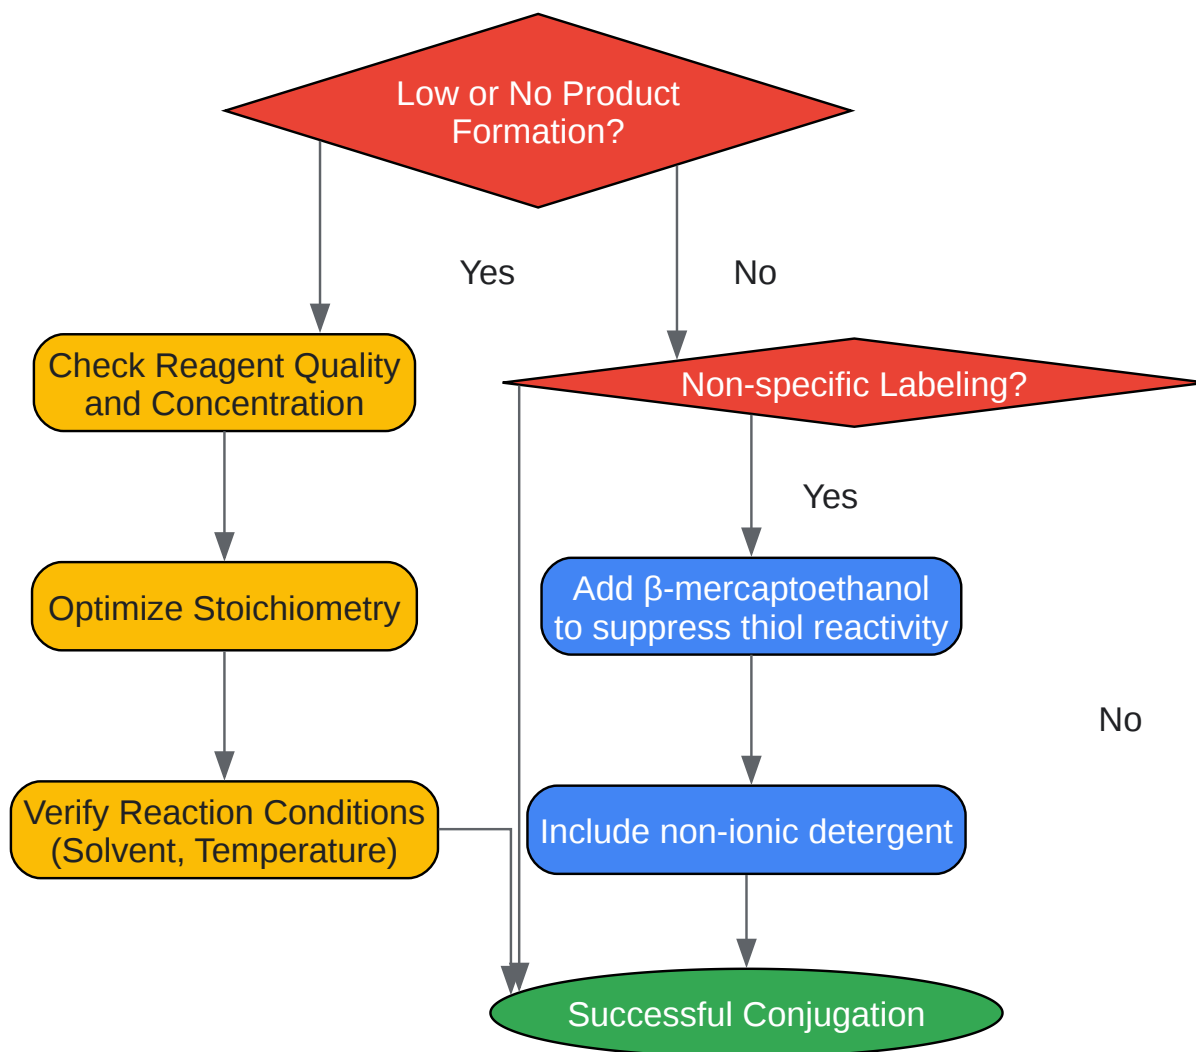 Low or No Product
Formation?
Yes
No
Check Reagent Quality
and Concentration
Non-specific Labeling?
Yes
Optimize Stoichiometry
Add β-mercaptoethanol
to suppress thiol reactivity
No
Verify Reaction Conditions
(Solvent, Temperature)
Include non-ionic detergent
Successful Conjugation